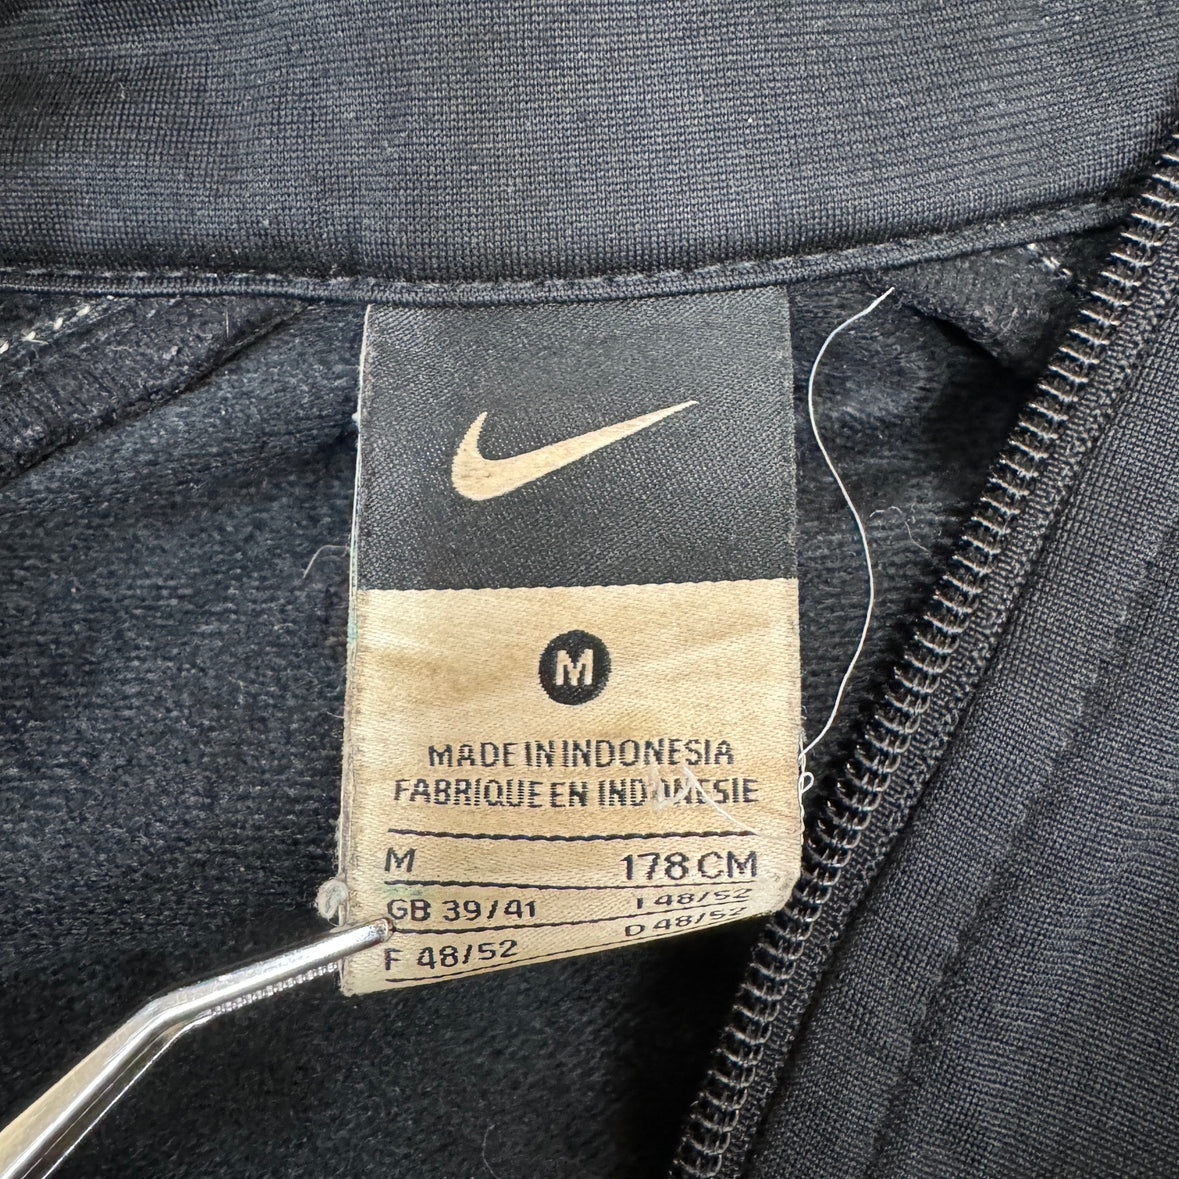 M
MADE IN INDONESIA
FABRIQUE EN INDONESIE
M 178 CM
GB 39/41 I 48/52
F 48/52 D 48/52